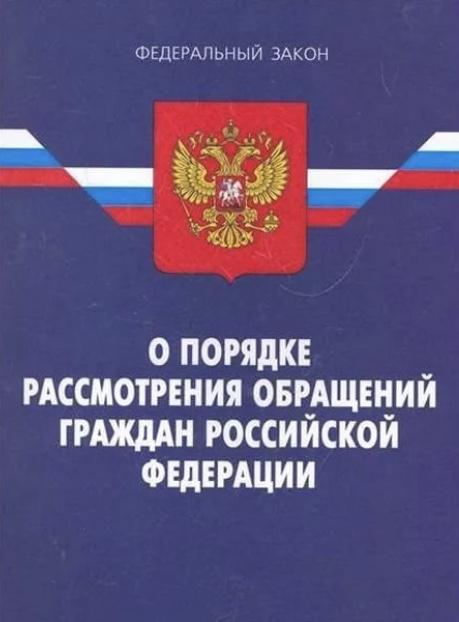 ФЕДЕРАЛЬНЫЙ ЗАКОН
О ПОРЯДКЕ
РАССМОТРЕНИЯ ОБРАЩЕНИЙ
ГРАЖДАН РОССИЙСКОЙ
ФЕДЕРАЦИИ